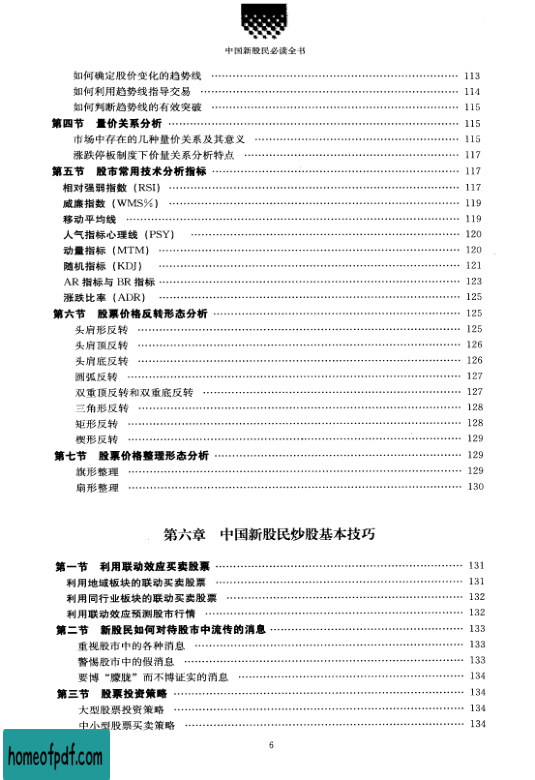 中国新股民必读全书
如何确定股价变化的趋势线 …… 113
如何利用趋势线指导交易 …… 114
如何判断趋势线的有效突破 …… 115
第四节 量价关系分析 …… 115
市场中存在的几种量价关系及其意义 …… 115
涨跌停板制度下价量关系分析特点 …… 117
第五节 股市常用技术分析指标 …… 117
相对强弱指数（RSI） …… 117
威廉指数（WMS%） …… 119
移动平均线 …… 119
人气指标心理线（PSY） …… 120
动量指标（MTM） …… 120
随机指标（KDJ） …… 121
AR 指标与 BR 指标 …… 123
涨跌比率（ADR） …… 125
第六节 股票价格反转形态分析 …… 125
头肩形反转 …… 125
头肩顶反转 …… 126
头肩底反转 …… 126
圆弧反转 …… 127
双重顶反转和双重底反转 …… 127
三角形反转 …… 128
矩形反转 …… 128
楔形反转 …… 129
第七节 股票价格整理形态分析 …… 129
旗形整理 …… 129
扇形整理 …… 130
第六章 中国新股民炒股基本技巧
第一节 利用联动效应买卖股票 …… 131
利用地域板块的联动买卖股票 …… 131
利用同行业板块的联动买卖股票 …… 132
利用联动效应预测股市行情 …… 132
第二节 新股民如何对待股市中流传的消息 …… 133
重视股市中的各种消息 …… 133
警惕股市中的假消息 …… 133
要博“朦胧”而不博证实的消息 …… 134
第三节 股票投资策略 …… 134
大型股票投资策略 …… 134
中小型股票买卖策略 …… 134
6
homeofpdf.com